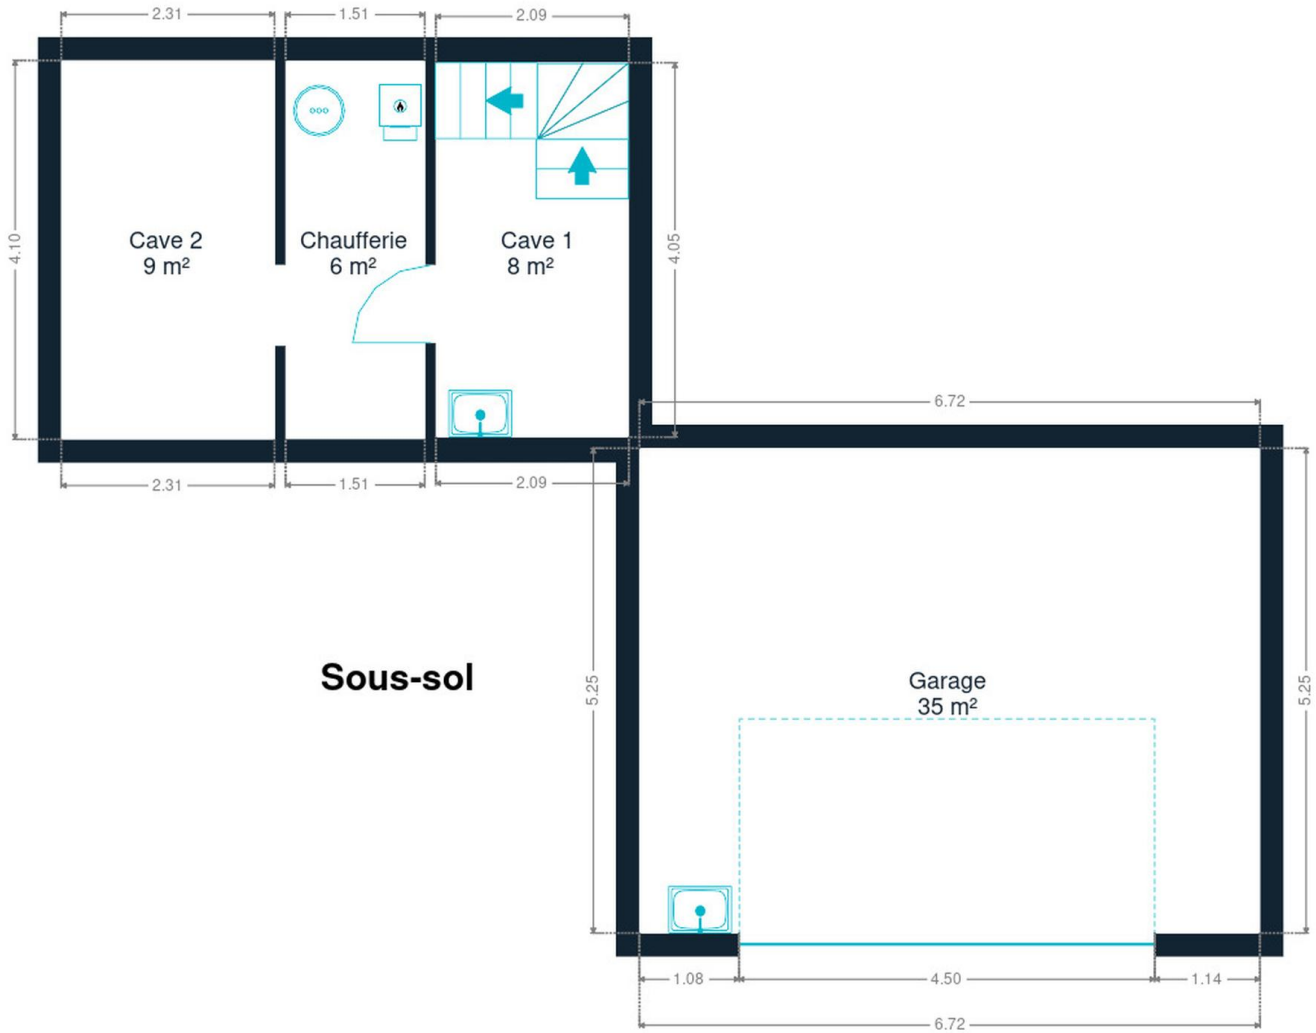 2.31
1.51
2.09
4.10
Cave 2
9 m²
Chaufferie
6 m²
Cave 1
8 m²
4.05
6.72
2.31
1.51
2.09
Sous-sol
5.25
Garage
35 m²
5.25
1.08
4.50
1.14
6.72